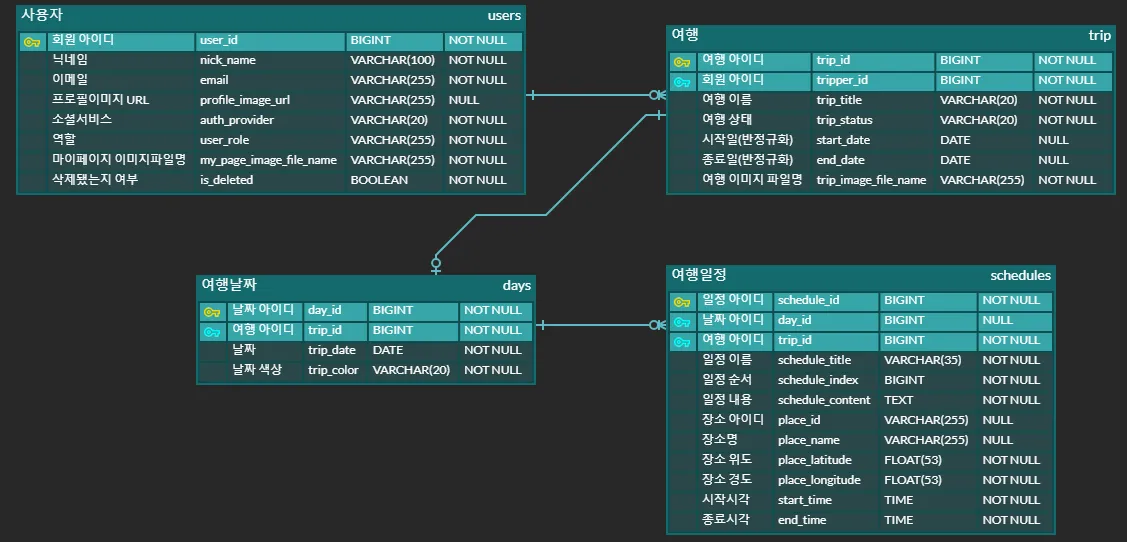 사용자 users
회원 아이디 user_id BIGINT NOT NULL
닉네임 nick_name VARCHAR(100) NOT NULL
이메일 email VARCHAR(255) NOT NULL
프로필이미지 URL profile_image_url VARCHAR(255) NULL
소셜서비스 auth_provider VARCHAR(20) NOT NULL
역할 user_role VARCHAR(255) NOT NULL
마이페이지 이미지파일명 my_page_image_file_name VARCHAR(255) NOT NULL
삭제됐는지 여부 is_deleted BOOLEAN NOT NULL
여행 trip
여행 아이디 trip_id BIGINT NOT NULL
회원 아이디 tripper_id BIGINT NOT NULL
여행 이름 trip_title VARCHAR(20) NOT NULL
여행 상태 trip_status VARCHAR(20) NOT NULL
시작일(반정규화) start_date DATE NULL
종료일(반정규화) end_date DATE NULL
여행 이미지 파일명 trip_image_file_name VARCHAR(255) NOT NULL
여행날짜 days
날짜 아이디 day_id BIGINT NOT NULL
여행 아이디 trip_id BIGINT NOT NULL
날짜 trip_date DATE NOT NULL
날짜 색상 trip_color VARCHAR(20) NOT NULL
여행일정 schedules
일정 아이디 schedule_id BIGINT NOT NULL
날짜 아이디 day_id BIGINT NULL
여행 아이디 trip_id BIGINT NOT NULL
일정 이름 schedule_title VARCHAR(35) NOT NULL
일정 순서 schedule_index BIGINT NOT NULL
일정 내용 schedule_content TEXT NOT NULL
장소 아이디 place_id VARCHAR(255) NULL
장소명 place_name VARCHAR(255) NULL
장소 위도 place_latitude FLOAT(53) NOT NULL
장소 경도 place_longitude FLOAT(53) NOT NULL
시작시각 start_time TIME NOT NULL
종료시각 end_time TIME NOT NULL